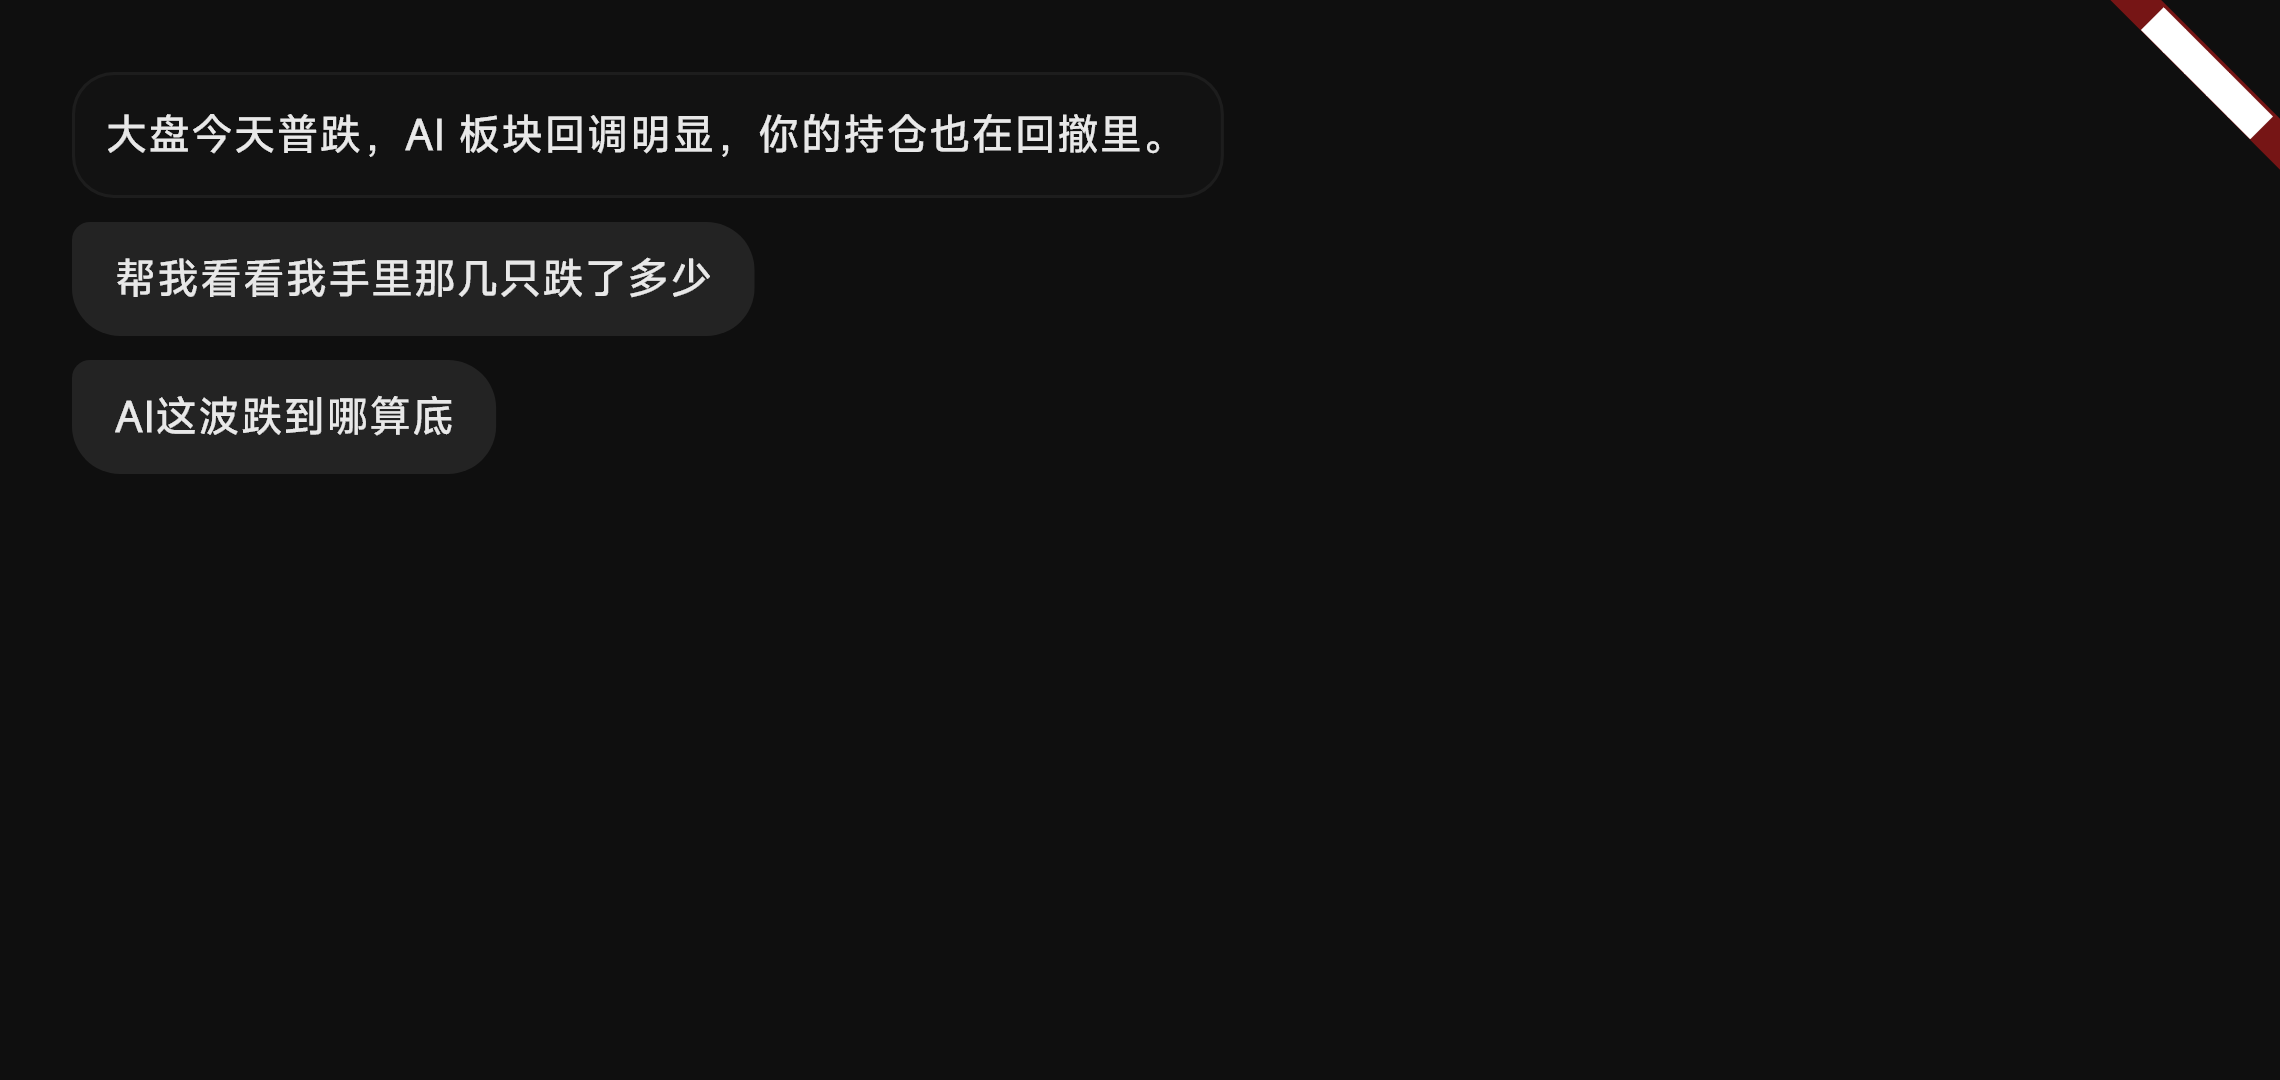 大盘今天普跌，AI 板块回调明显，你的持仓也在回撤里。
帮我看看我手里那几只跌了多少
AI这波跌到哪算底